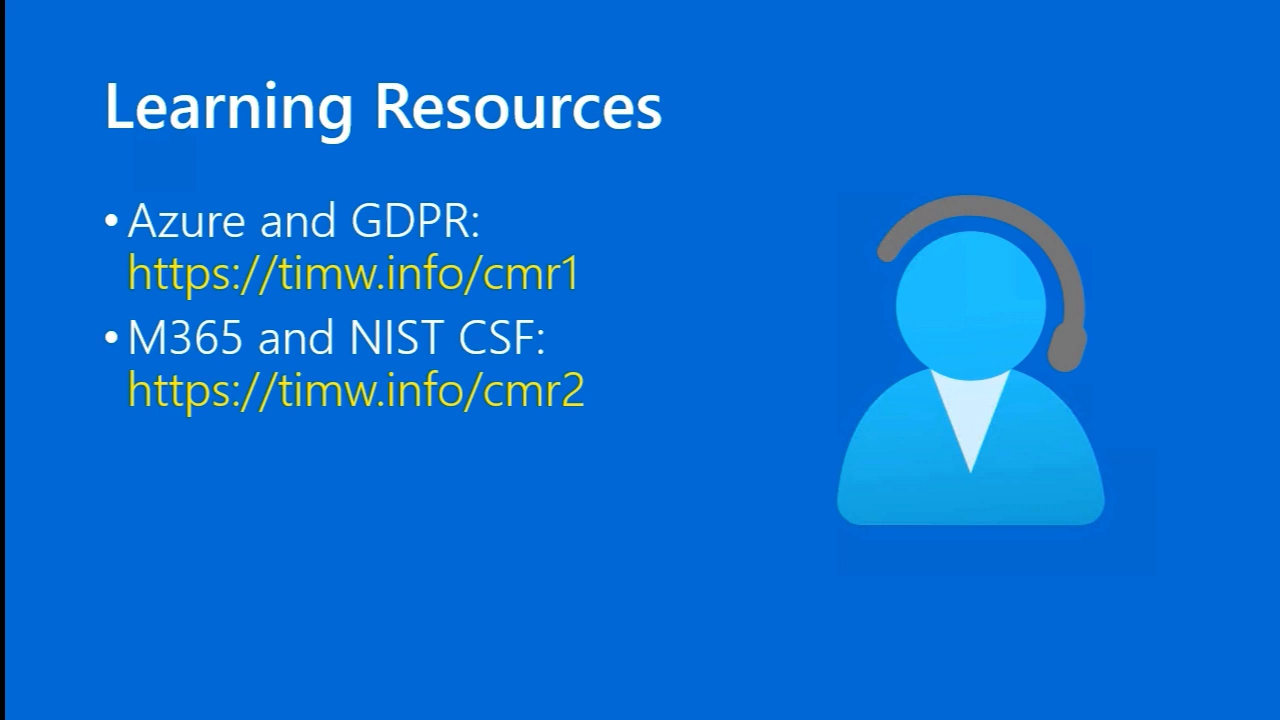 Learning Resources
• Azure and GDPR:
https://timw.info/cmr1
• M365 and NIST CSF:
https://timw.info/cmr2